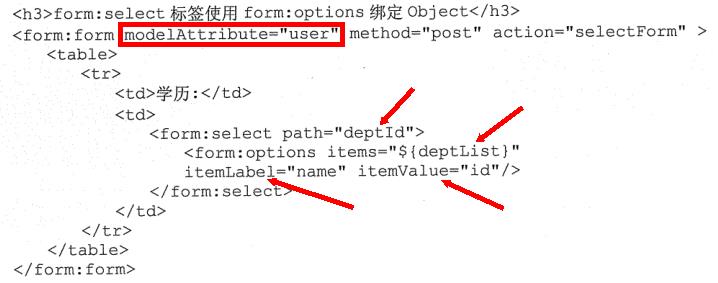 <h3>form:select 标签使用 form:options 绑定 Object</h3>
<form:form modelAttribute="user" method="post" action="selectForm" >
<table>
<tr>
<td>学历:</td>
<td>
<form:select path="deptId">
<form:options items="${deptList}"
itemLabel="name" itemValue="id"/>
</form:select>
</td>
</tr>
</table>
</form:form>